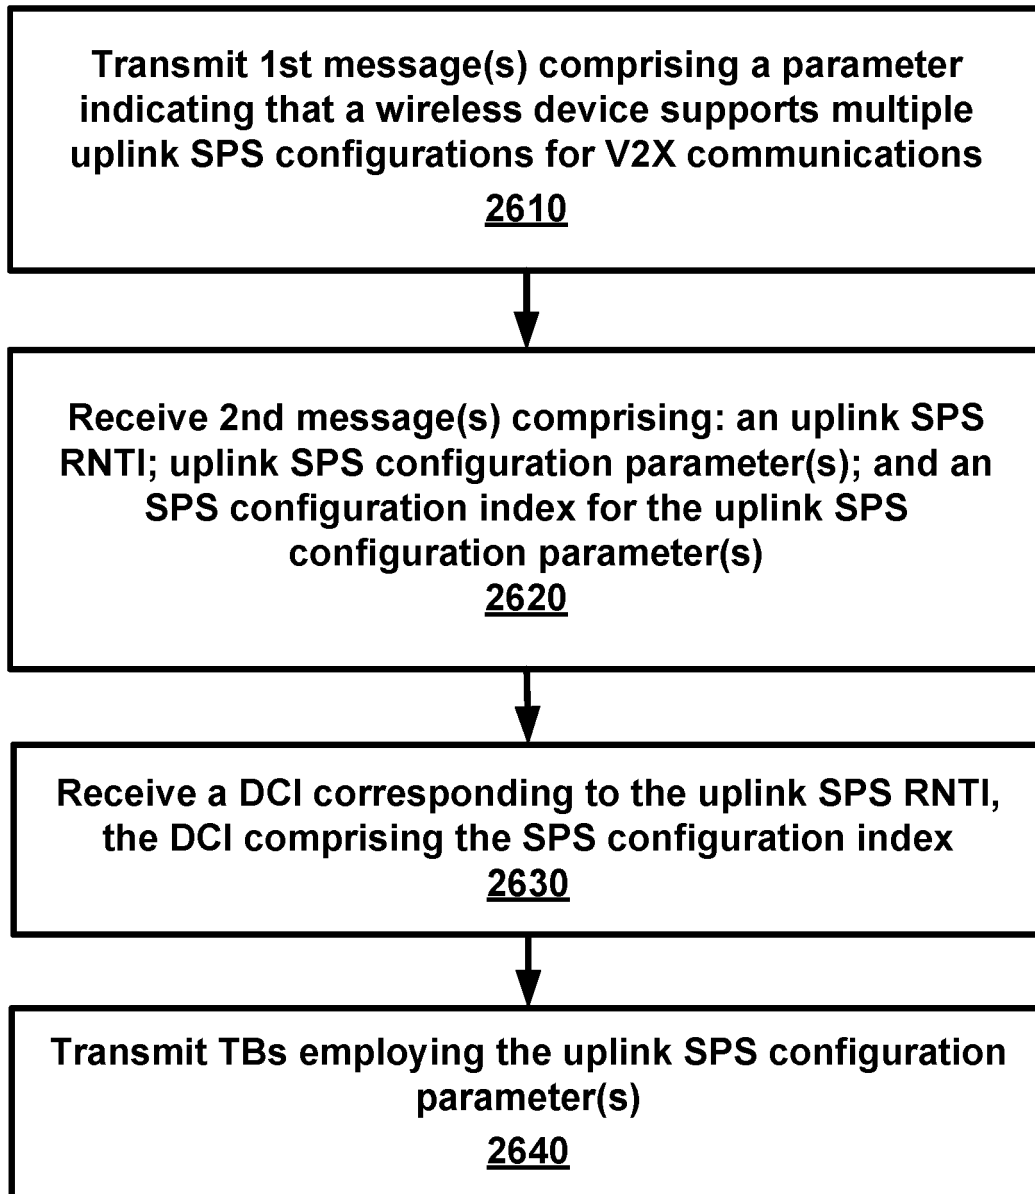 Transmit 1st message(s) comprising a parameter
indicating that a wireless device supports multiple
uplink SPS configurations for V2X communications
2610
Receive 2nd message(s) comprising: an uplink SPS
RNTI; uplink SPS configuration parameter(s); and an
SPS configuration index for the uplink SPS
configuration parameter(s)
2620
Receive a DCI corresponding to the uplink SPS RNTI,
the DCI comprising the SPS configuration index
2630
Transmit TBs employing the uplink SPS configuration
parameter(s)
2640